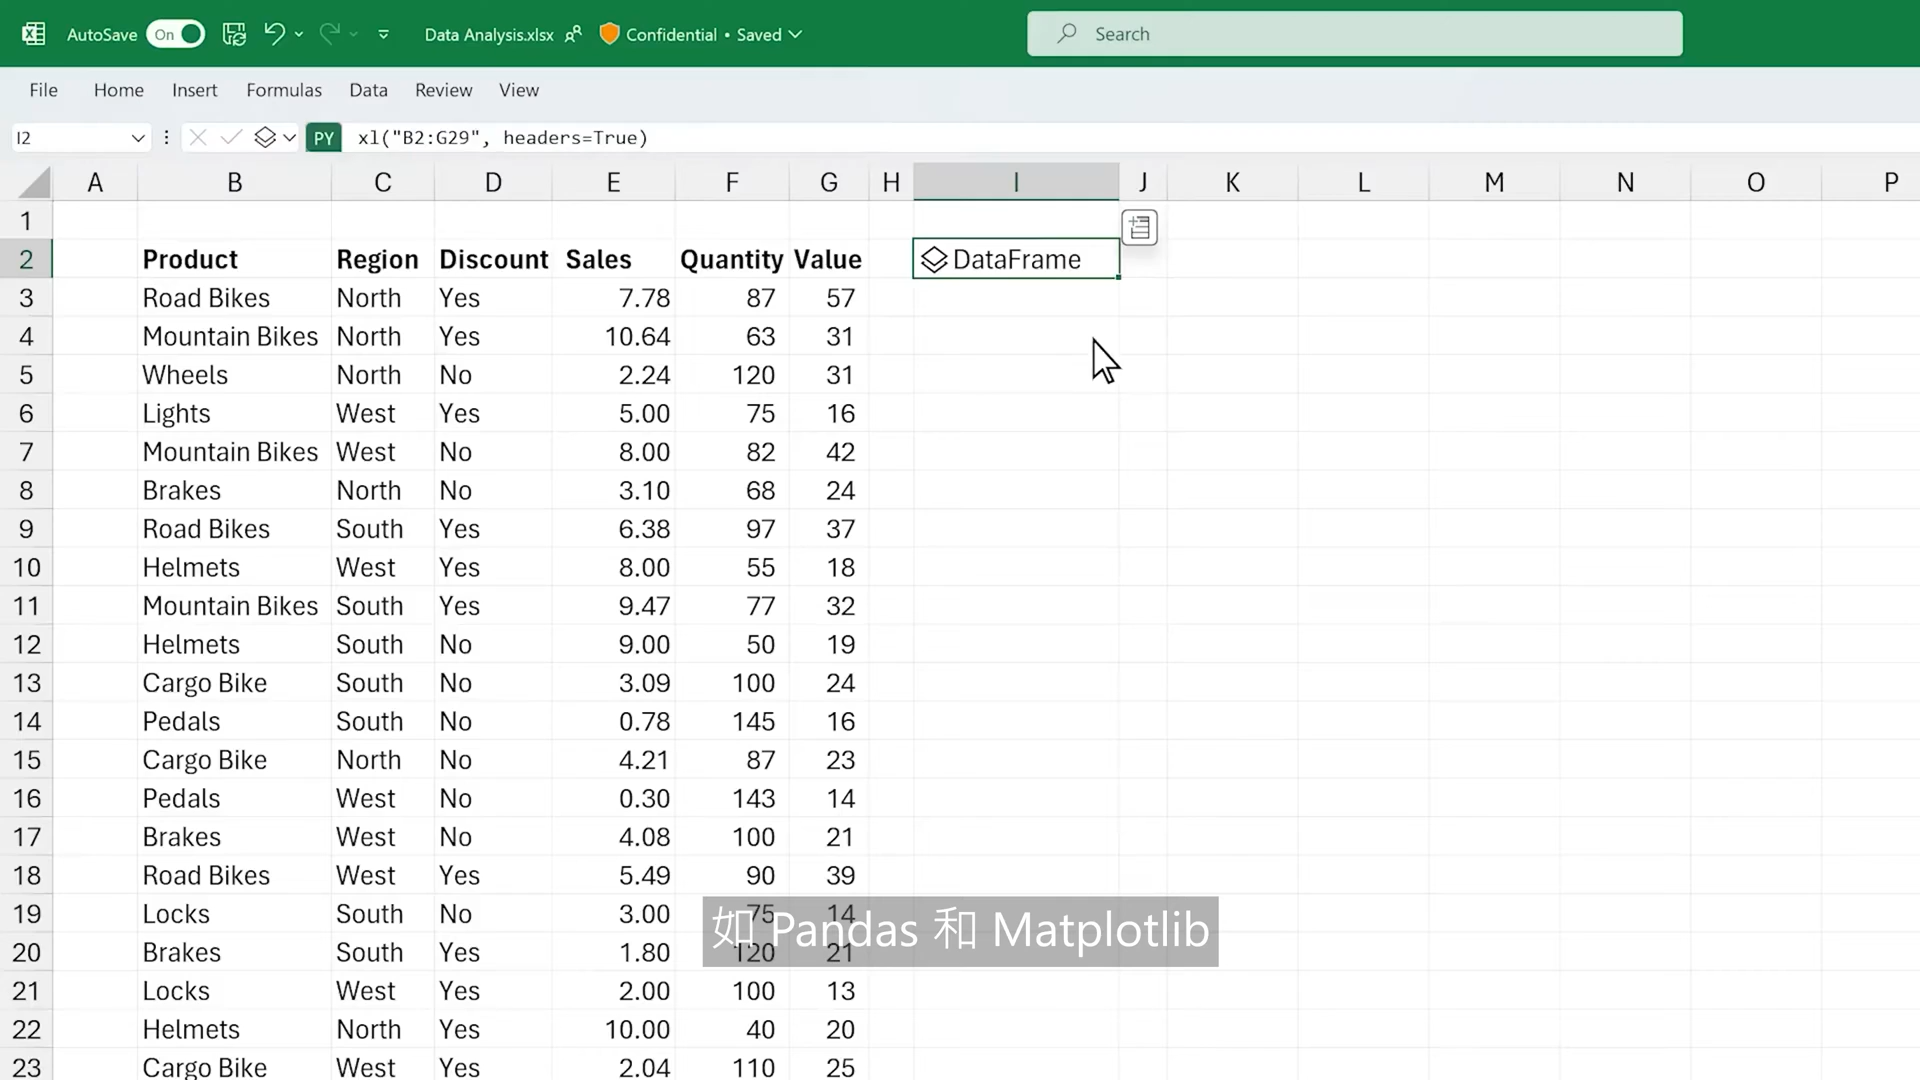 AutoSave On Data Analysis.xlsx Confidential • Saved Search
File Home Insert Formulas Data Review View
I2 PY xl("B2:G29", headers=True)
A B C D E F G H I J K L M N O P
1
2 Product Region Discount Sales Quantity Value DataFrame
3 Road Bikes North Yes 7.78 87 57
4 Mountain Bikes North Yes 10.64 63 31
5 Wheels North No 2.24 120 31
6 Lights West Yes 5.00 75 16
7 Mountain Bikes West No 8.00 82 42
8 Brakes North No 3.10 68 24
9 Road Bikes South Yes 6.38 97 37
10 Helmets West Yes 8.00 55 18
11 Mountain Bikes South Yes 9.47 77 32
12 Helmets South No 9.00 50 19
13 Cargo Bike South No 3.09 100 24
14 Pedals South No 0.78 145 16
15 Cargo Bike North No 4.21 87 23
16 Pedals West No 0.30 143 14
17 Brakes West No 4.08 100 21
18 Road Bikes West Yes 5.49 90 39
19 Locks South No 3.00 75 14
如 Pandas 和 Matplotlib
20 Brakes South Yes 1.80 120 21
21 Locks West Yes 2.00 100 13
22 Helmets North Yes 10.00 40 20
23 Cargo Bike West Yes 2.04 110 25